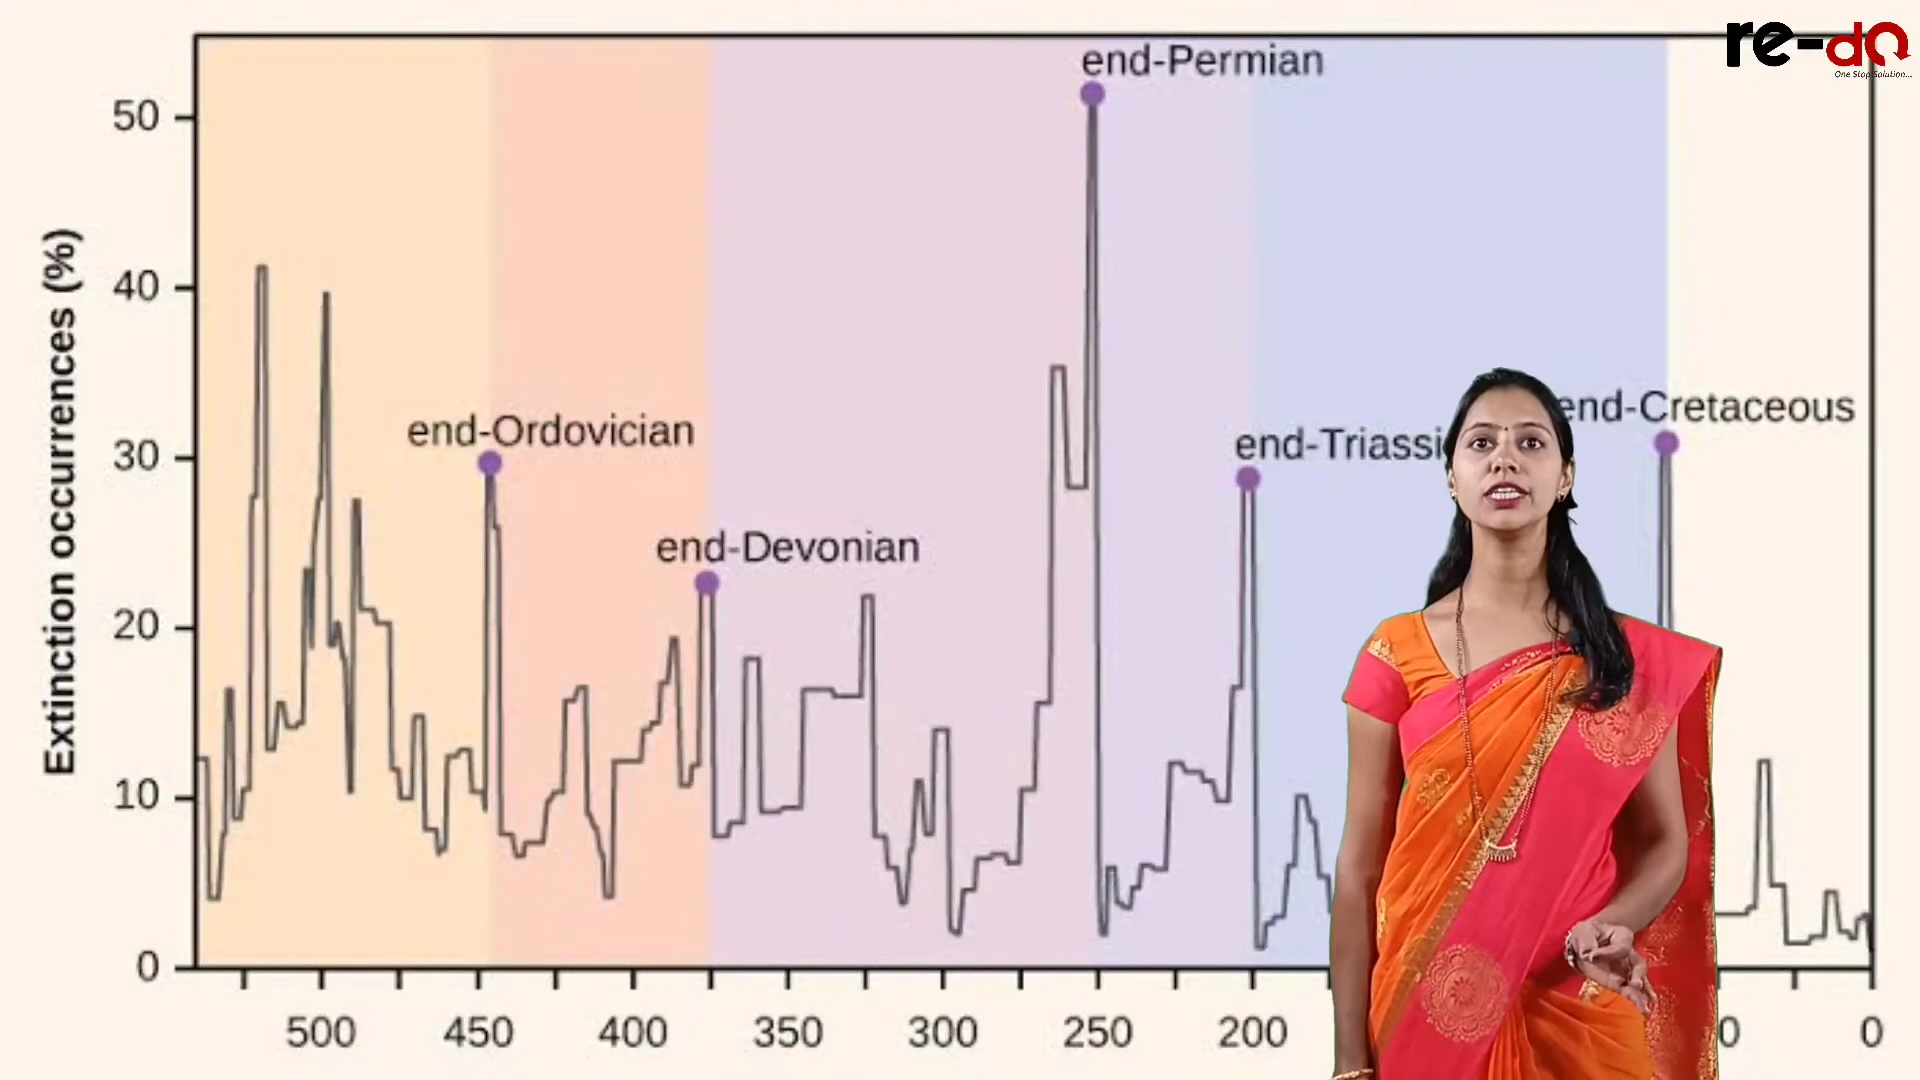 re-do
One Stop Solution...
end-Permian
50
40
30
20
10
0
Extinction occurrences (%)
end-Ordovician
end-Devonian
end-Triassi
end-Cretaceous
500 450 400 350 300 250 200 0 0